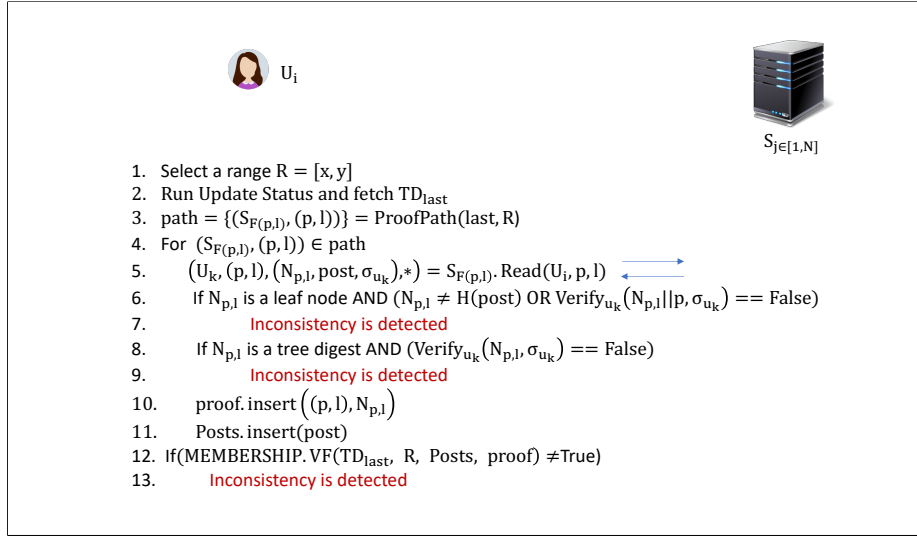 U_i
S_{j∈[1,N]}
1. Select a range R = [x, y]
2. Run Update Status and fetch TD_last
3. path = {(S_{F(p,l)}, (p, l))} = ProofPath(last, R)
4. For (S_{F(p,l)}, (p, l)) ∈ path
5. (U_k, (p, l), (N_{p,l}, post, σ_{u_k}), *) = S_{F(p,l)}. Read(U_i, p, l)
6. If N_{p,l} is a leaf node AND (N_{p,l} ≠ H(post) OR Verify_{u_k}(N_{p,l}||p, σ_{u_k}) == False)
7. Inconsistency is detected
8. If N_{p,l} is a tree digest AND (Verify_{u_k}(N_{p,l}, σ_{u_k}) == False)
9. Inconsistency is detected
10. proof. insert ((p, l), N_{p,l})
11. Posts. insert(post)
12. If(MEMBERSHIP. VF(TD_last, R, Posts, proof) ≠True)
13. Inconsistency is detected